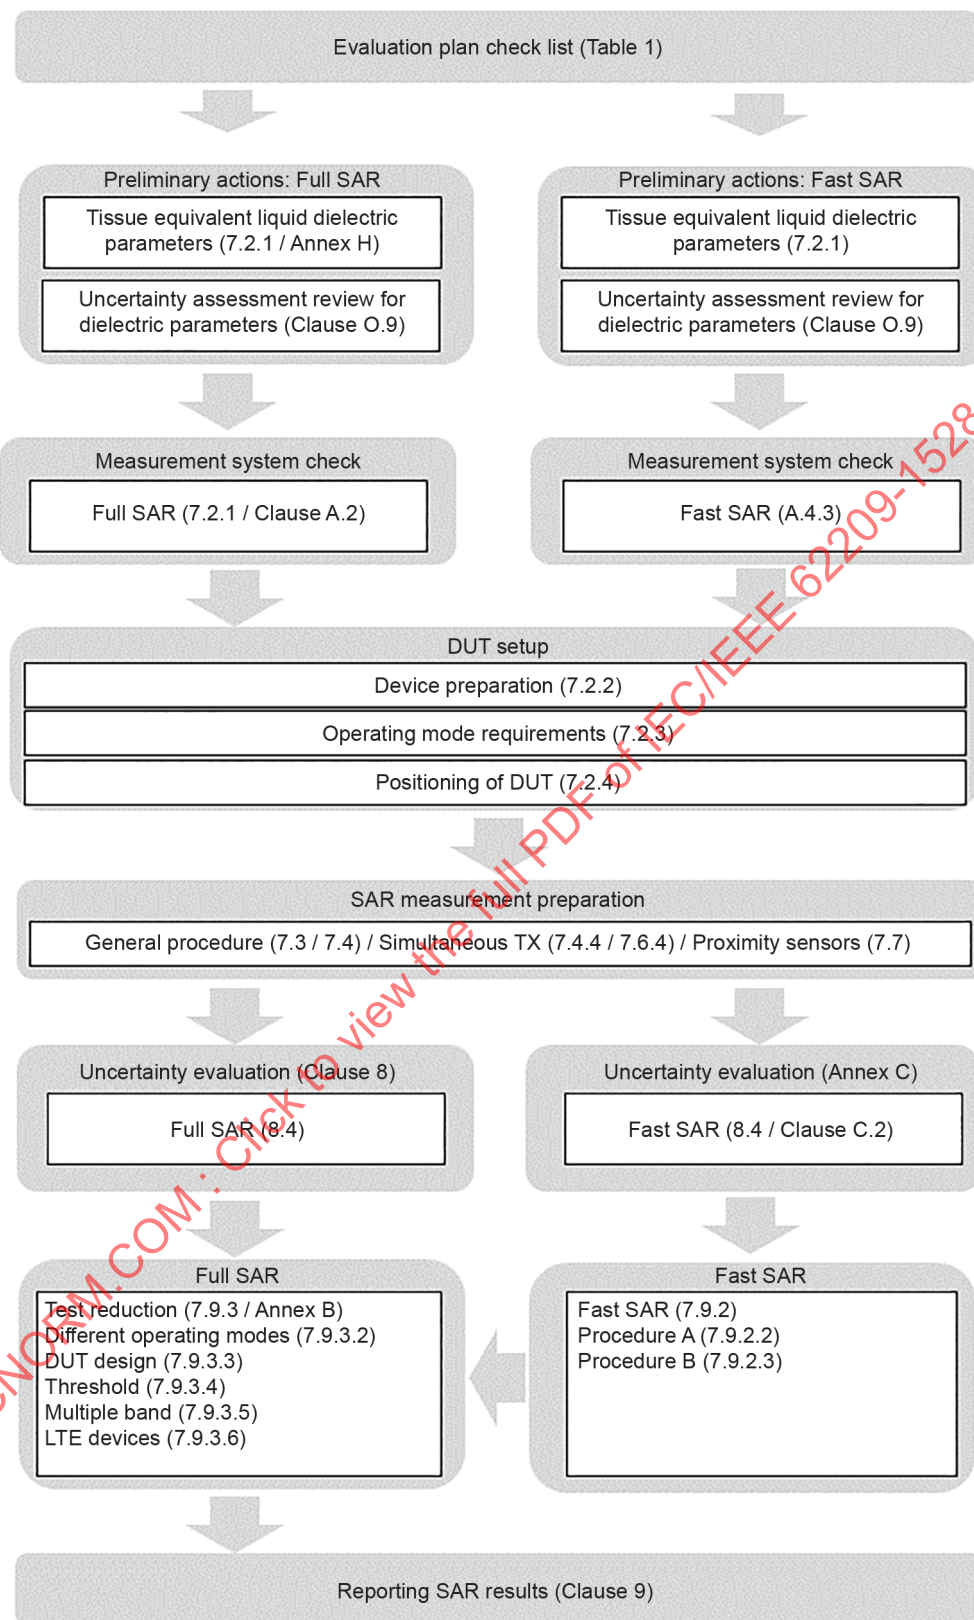 Evaluation plan check list (Table 1)
Preliminary actions: Full SAR
Tissue equivalent liquid dielectric
parameters (7.2.1 / Annex H)
Uncertainty assessment review for
dielectric parameters (Clause O.9)
Preliminary actions: Fast SAR
Tissue equivalent liquid dielectric
parameters (7.2.1)
Uncertainty assessment review for
dielectric parameters (Clause O.9)
Measurement system check
Full SAR (7.2.1 / Clause A.2)
Measurement system check
Fast SAR (A.4.3)
DUT setup
Device preparation (7.2.2)
Operating mode requirements (7.2.3)
Positioning of DUT (7.2.4)
SAR measurement preparation
General procedure (7.3 / 7.4) / Simultaneous TX (7.4.4 / 7.6.4) / Proximity sensors (7.7)
Uncertainty evaluation (Clause 8)
Full SAR (8.4)
Uncertainty evaluation (Annex C)
Fast SAR (8.4 / Clause C.2)
Full SAR
Test reduction (7.9.3 / Annex B)
Different operating modes (7.9.3.2)
DUT design (7.9.3.3)
Threshold (7.9.3.4)
Multiple band (7.9.3.5)
LTE devices (7.9.3.6)
Fast SAR
Fast SAR (7.9.2)
Procedure A (7.9.2.2)
Procedure B (7.9.2.3)
Reporting SAR results (Clause 9)
CNORM.COM : Click to view the full PDF of IEC/IEEE 62209-1528